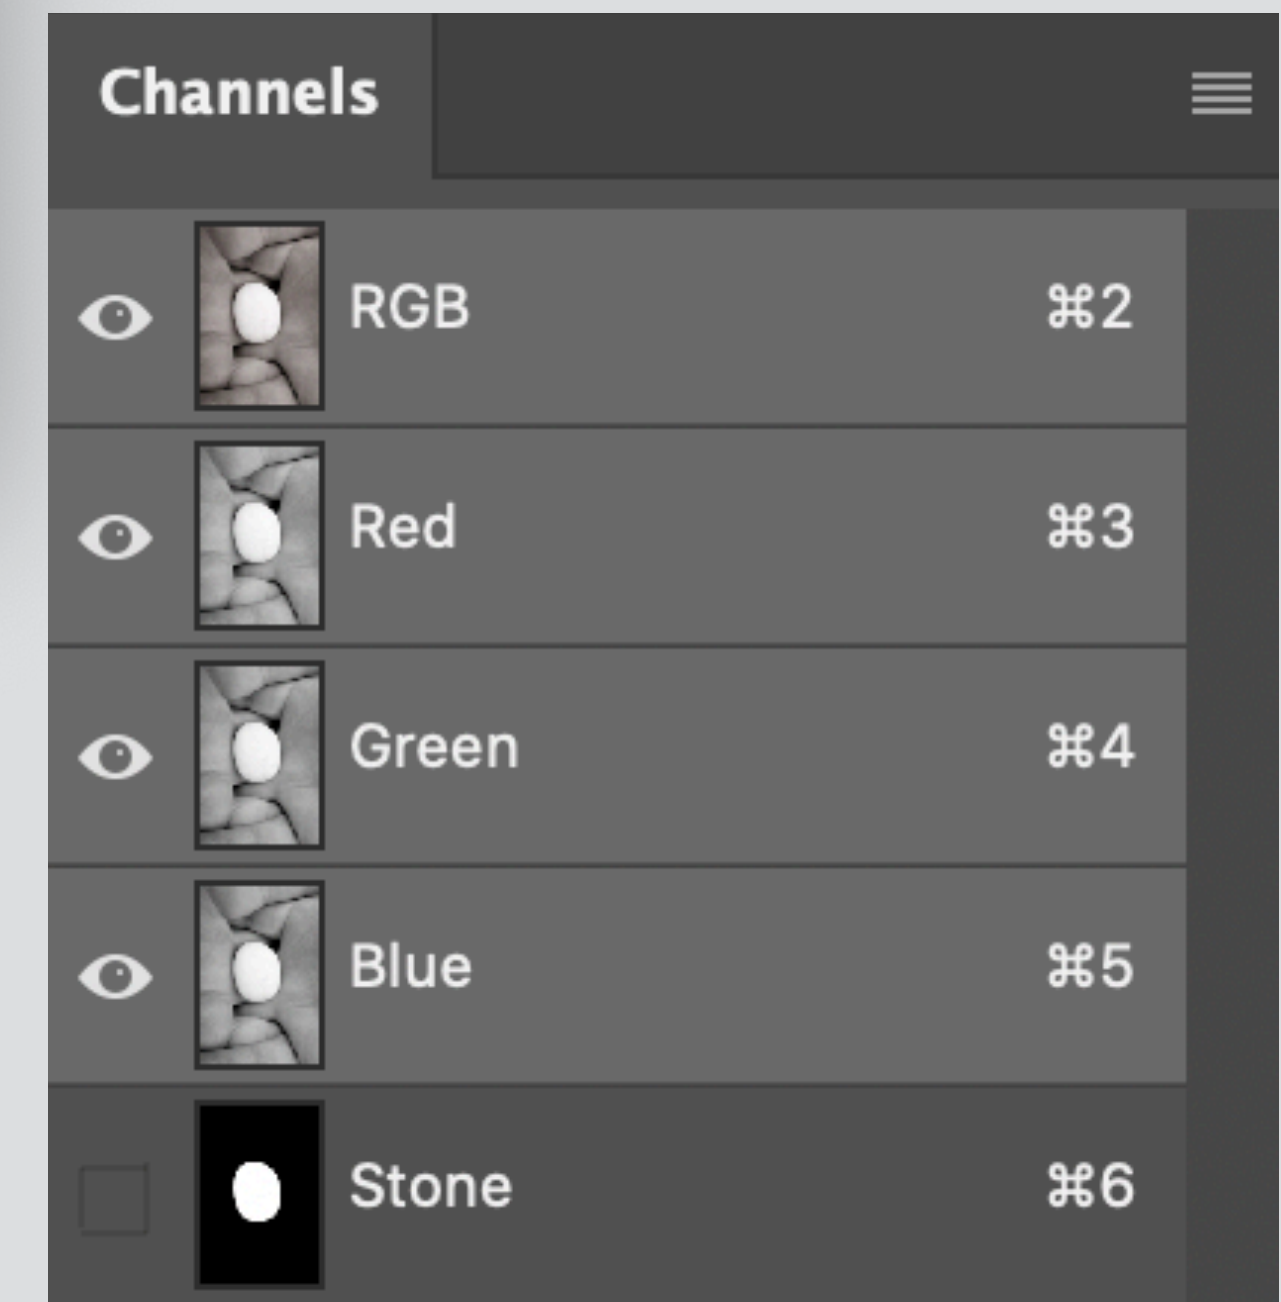 Channels
RGB ⌘2
Red ⌘3
Green ⌘4
Blue ⌘5
Stone ⌘6